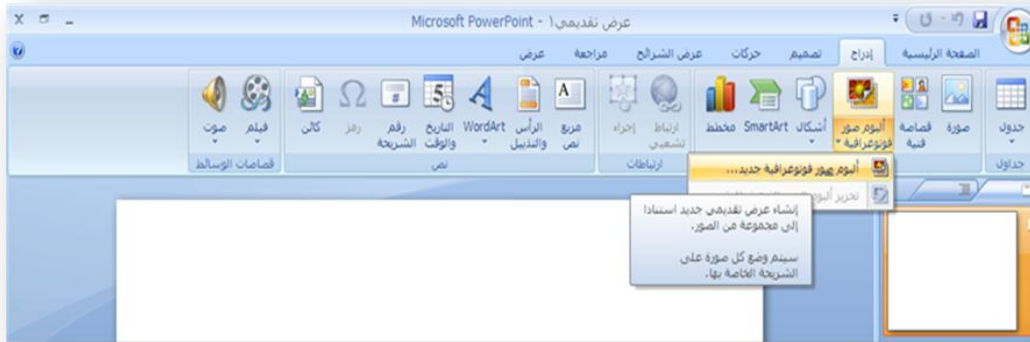 عرض تقديمي١ - Microsoft PowerPoint
الصفحة الرئيسية إدراج تصميم حركات عرض الشرائح مراجعة عرض
جدول
صورة
قصاصة
فنية
ألبوم صور
فوتوغرافية
أشكال
SmartArt
مخطط
ارتباط
تشعبي
إجراء
مربع
نص
الرأس
والتذييل
WordArt
التاريخ
والوقت
رقم
الشريحة
رمز
كائن
فيلم
صوت
جداول
ارتباطات
نص
قصاصات الوسائط
ألبوم صور فوتوغرافية جديد...
تحرير
إنشاء عرض تقديمي جديد استنادا
إلى مجموعة من الصور.
سيتم وضع كل صورة على
الشريحة الخاصة بها.